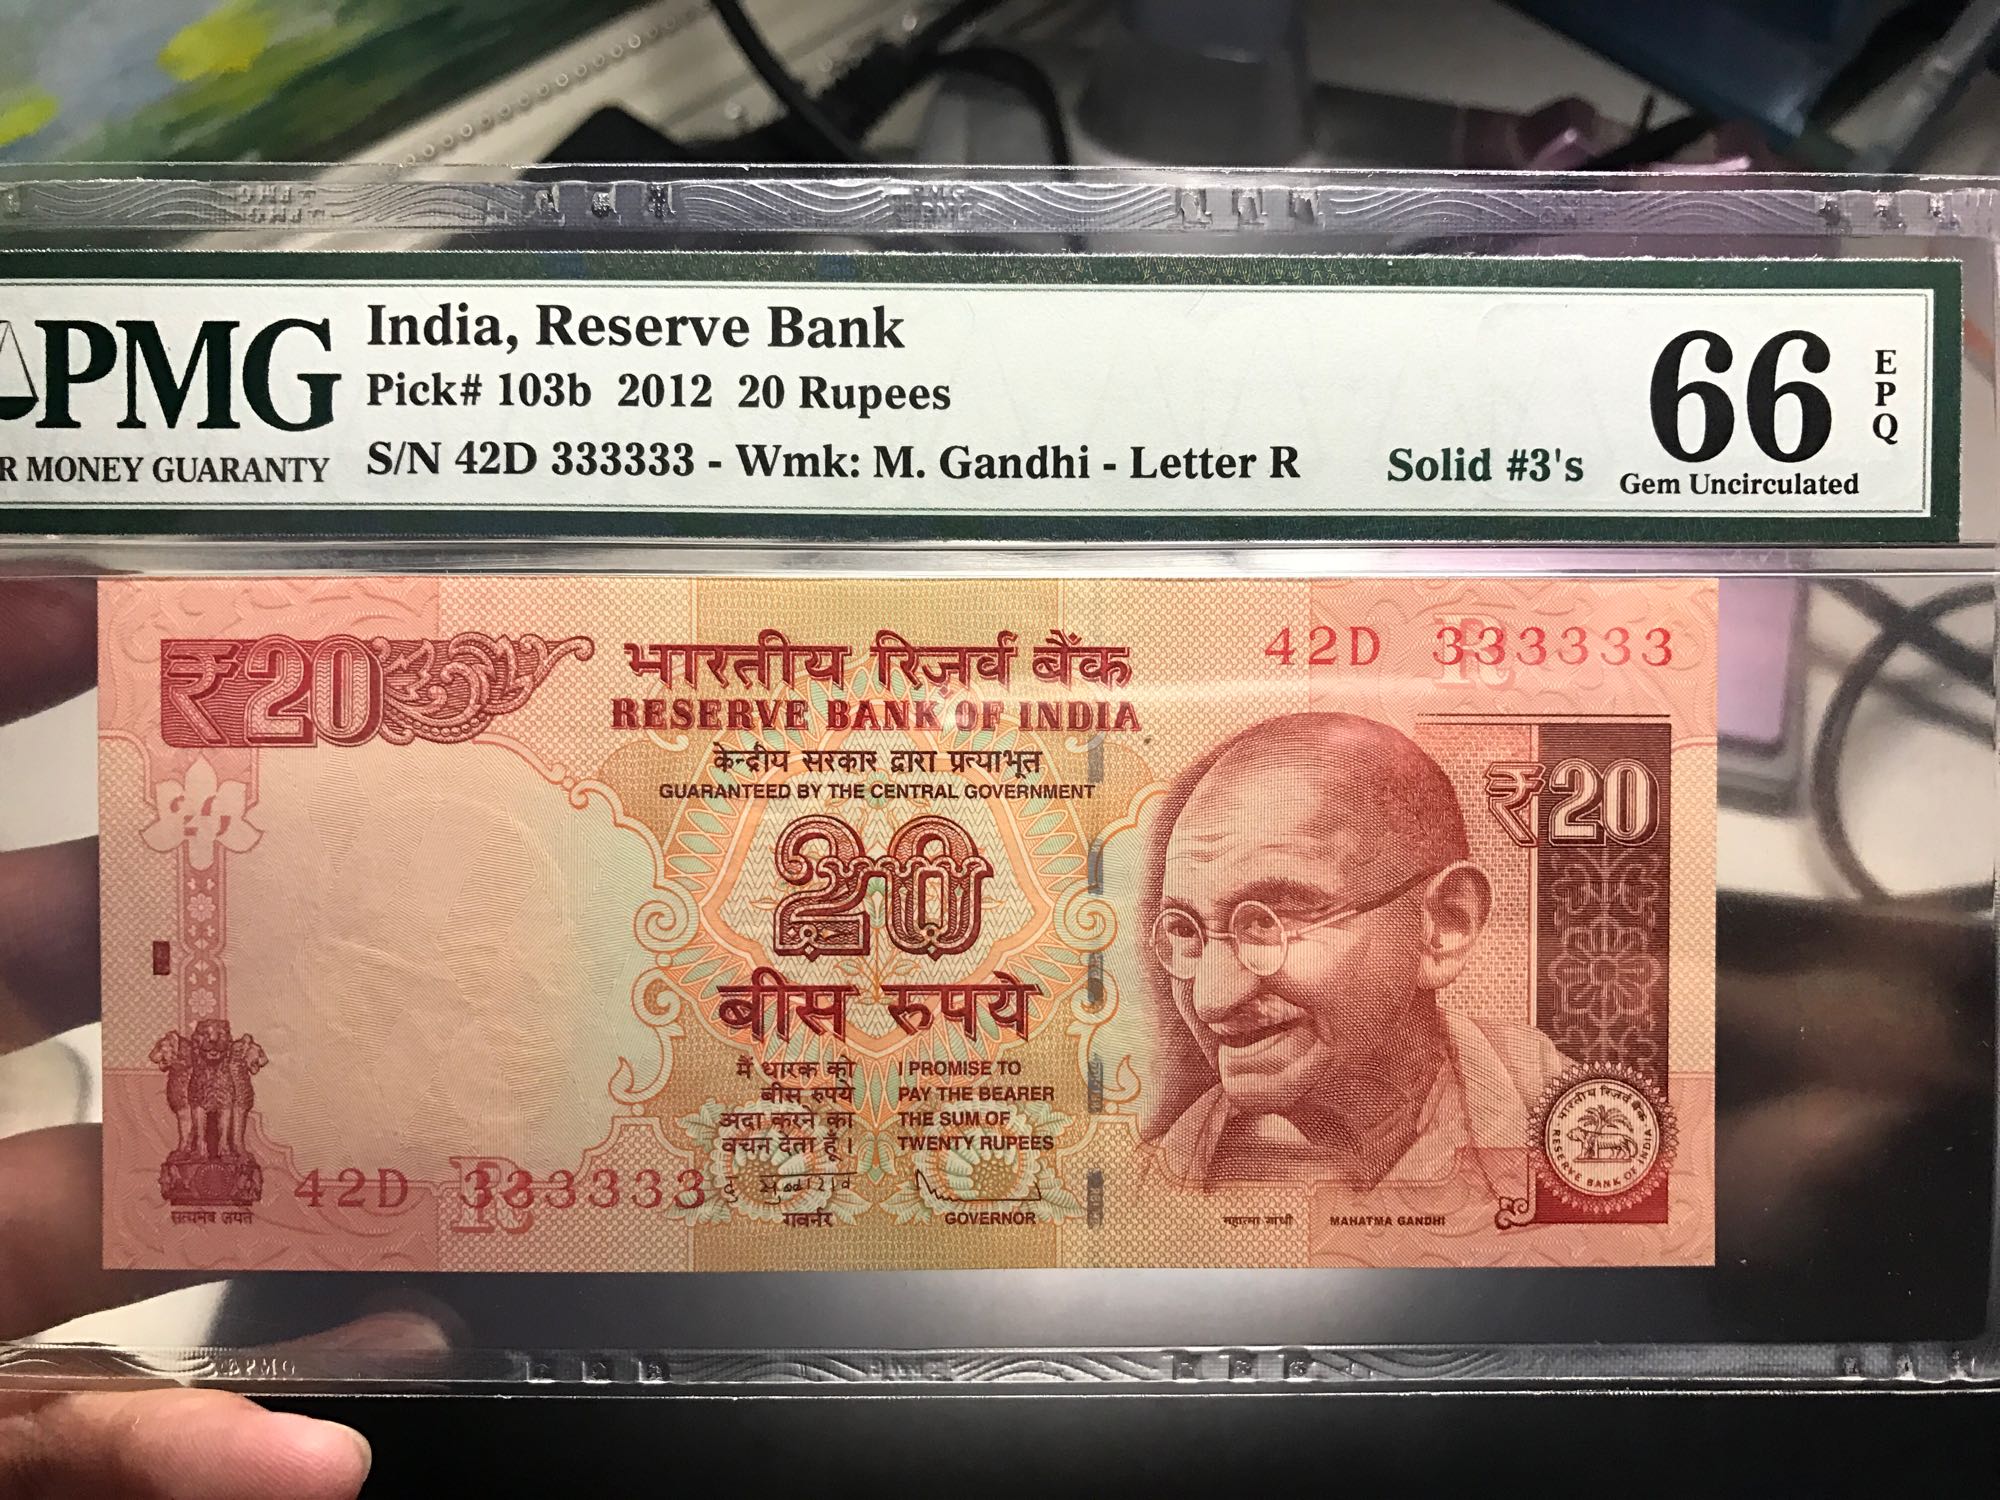 PMG
India, Reserve Bank
Pick# 103b 2012 20 Rupees
R MONEY GUARANTY
S/N 42D 333333 - Wmk: M. Gandhi - Letter R
Solid #3's
66
EPQ
Gem Uncirculated
₹20
भारतीय रिज़र्व बैंक
RESERVE BANK OF INDIA
42D 333333
R
केन्द्रीय सरकार द्वारा प्रत्याभूत
GUARANTEED BY THE CENTRAL GOVERNMENT
₹20
20
बीस रुपये
मैं धारक को
बीस रुपये
अदा करने का
वचन देता हूँ।
I PROMISE TO
PAY THE BEARER
THE SUM OF
TWENTY RUPEES
भारतीय रिज़र्व बैंक
RESERVE BANK OF INDIA
42D 333333
R
सत्यमेव जयते
गवर्नर
GOVERNOR
महात्मा गांधी
MAHATMA GANDHI
PMG